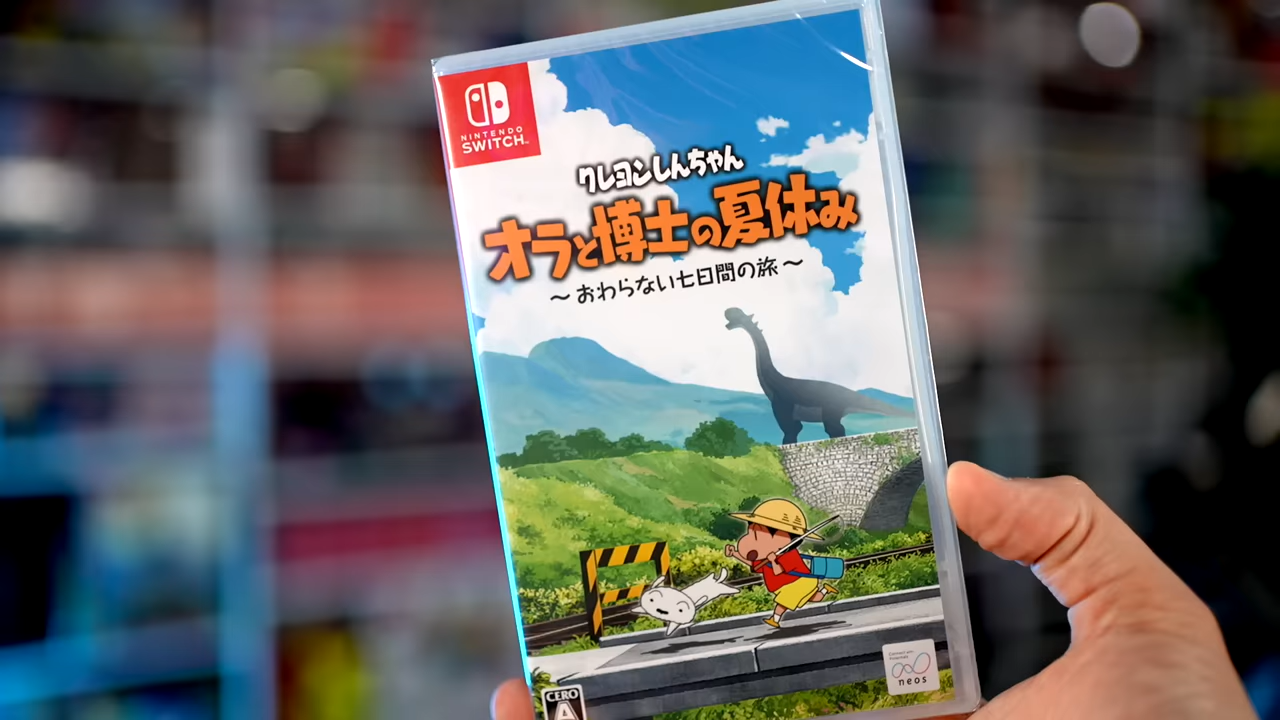 NINTENDO
SWITCH
クレヨンしんちゃん
オラと博士の夏休み
～おわらない七日間の旅～
neos
CERO
A